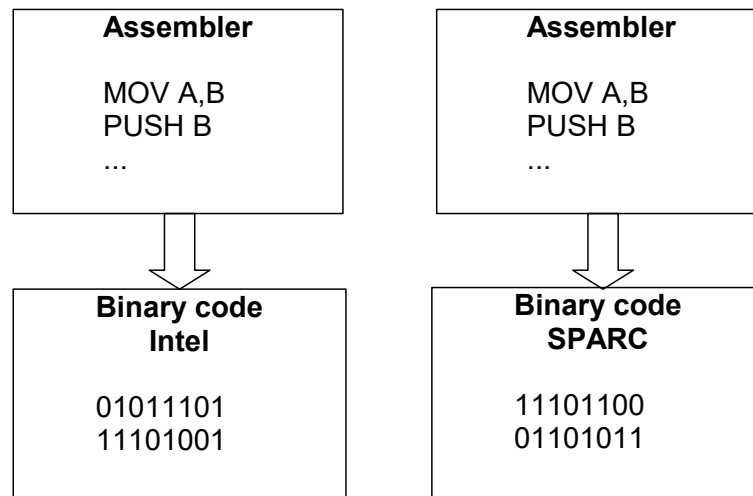 Assembler
MOV A,B
PUSH B
...
Binary code
Intel
01011101
11101001
Assembler
MOV A,B
PUSH B
...
Binary code
SPARC
11101100
01101011